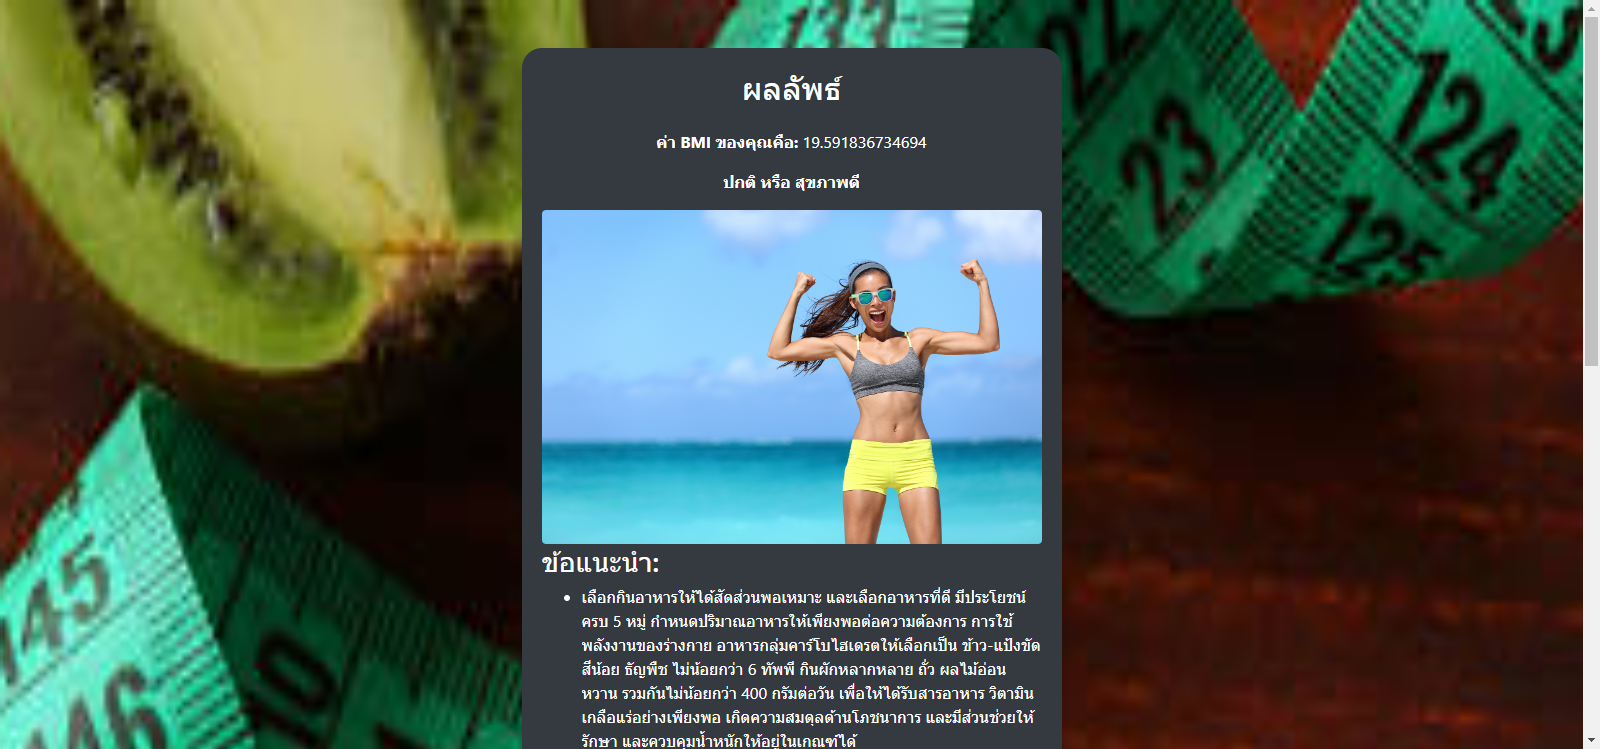 ผลลัพธ์
ค่า BMI ของคุณคือ: 19.591836734694
ปกติ หรือ สุขภาพดี
ข้อแนะนำ:
เลือกกินอาหารให้ได้สัดส่วนพอเหมาะ และเลือกอาหารที่ดี มีประโยชน์
ครบ 5 หมู่ กำหนดปริมาณอาหารให้เพียงพอต่อความต้องการ การใช้
พลังงานของร่างกาย อาหารกลุ่มคาร์โบไฮเดรตให้เลือกเป็น ข้าว-แป้งขัด
สีน้อย ธัญพืช ไม่น้อยกว่า 6 ทัพพี กินผักหลากหลาย ถั่ว ผลไม้อ่อน
หวาน รวมกันไม่น้อยกว่า 400 กรัมต่อวัน เพื่อให้ได้รับสารอาหาร วิตามิน
เกลือแร่อย่างเพียงพอ เกิดความสมดุลด้านโภชนาการ และมีส่วนช่วยให้
รักษา และควบคุมน้ำหนักให้อยู่ในเกณฑ์ได้
22
23
124
125
145
146
10